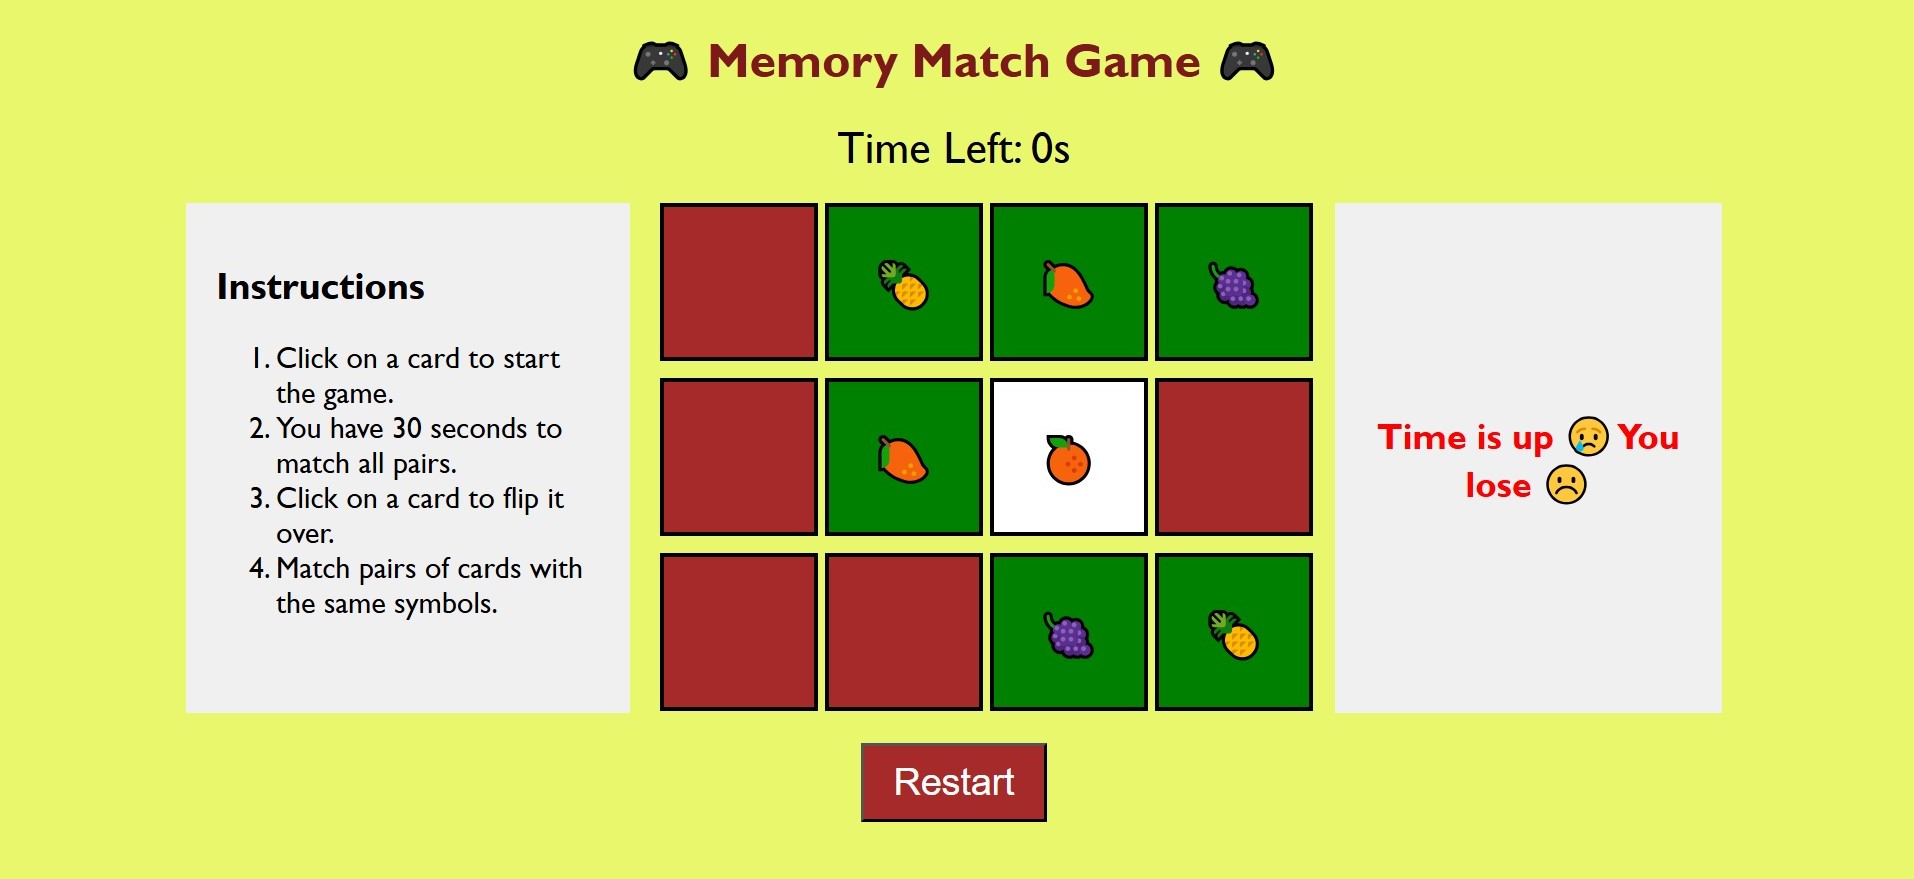 🎮 Memory Match Game 🎮
Time Left: 0s
Instructions
1. Click on a card to start
the game.
2. You have 30 seconds to
match all pairs.
3. Click on a card to flip it
over.
4. Match pairs of cards with
the same symbols.
Time is up 😢 You
lose ☹️
Restart